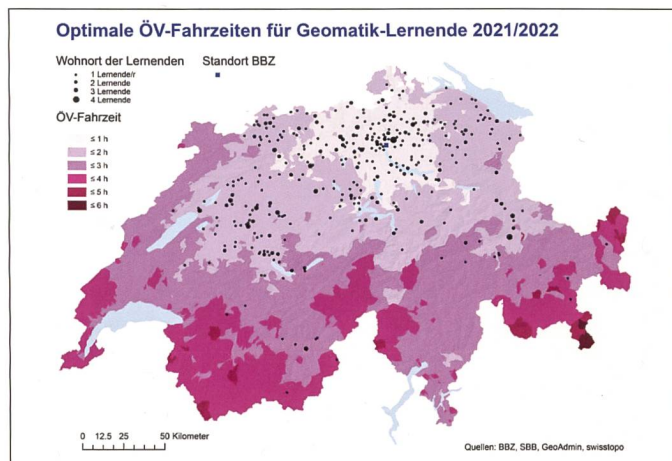 Optimale ÖV-Fahrzeiten für Geomatik-Lernende 2021/2022
Wohnort der Lernenden
Standort BBZ
1 Lernende/r
2 Lernende
3 Lernende
4 Lernende
ÖV-Fahrzeit
≤ 1 h
≤ 2 h
≤ 3 h
≤ 4 h
≤ 5 h
≤ 6 h
0 12.5 25 50 Kilometer
Quellen: BBZ, SBB, GeoAdmin, swisstopo